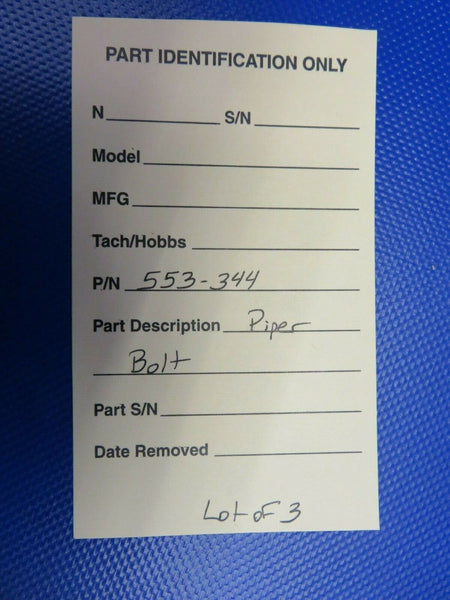 PART IDENTIFICATION ONLY
N S/N
Model
MFG
Tach/Hobbs
P/N 553-344
Part Description Piper
Bolt
Part S/N
Date Removed
Lot of 3